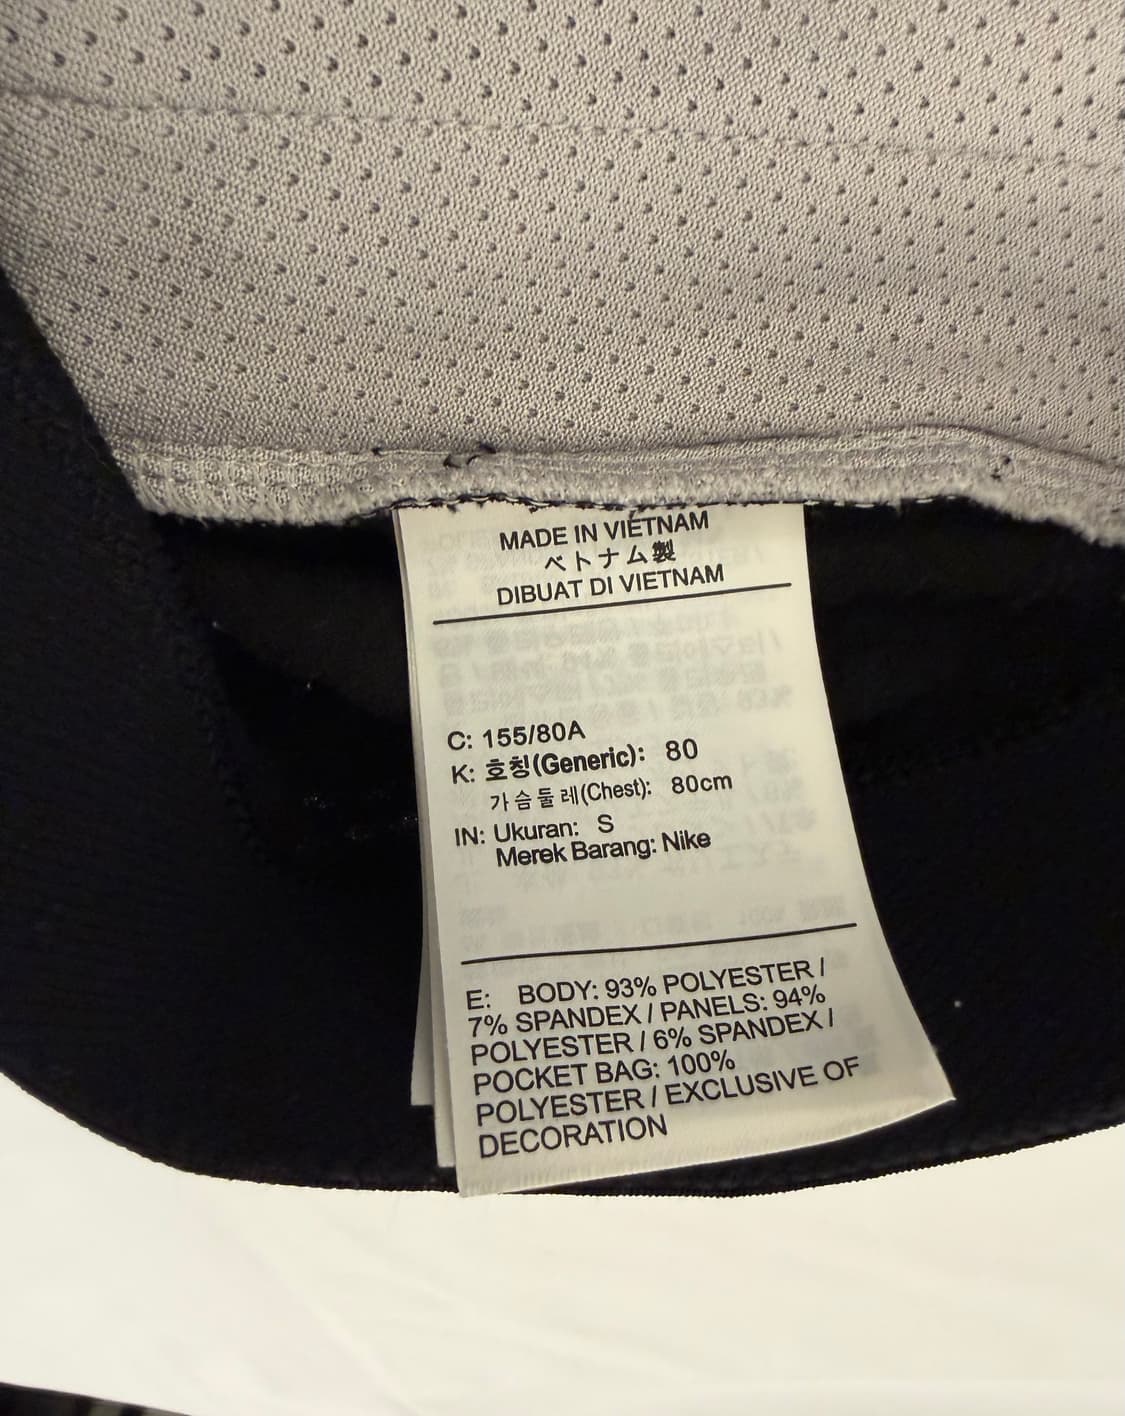 MADE IN VIETNAM
ベトナム製
DIBUAT DI VIETNAM
C: 155/80A
K: 호칭(Generic): 80
가슴둘레(Chest): 80cm
IN: Ukuran: S
Merek Barang: Nike
E: BODY: 93% POLYESTER /
7% SPANDEX / PANELS: 94%
POLYESTER / 6% SPANDEX /
POCKET BAG: 100%
POLYESTER / EXCLUSIVE OF
DECORATION